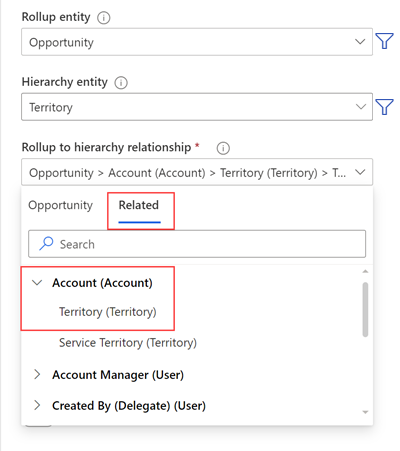 Rollup entity
Opportunity
Hierarchy entity
Territory
Rollup to hierarchy relationship *
Opportunity > Account (Account) > Territory (Territory) > T...
Opportunity Related
Search
Account (Account)
Territory (Territory)
Service Territory (Territory)
Account Manager (User)
Created By (Delegate) (User)